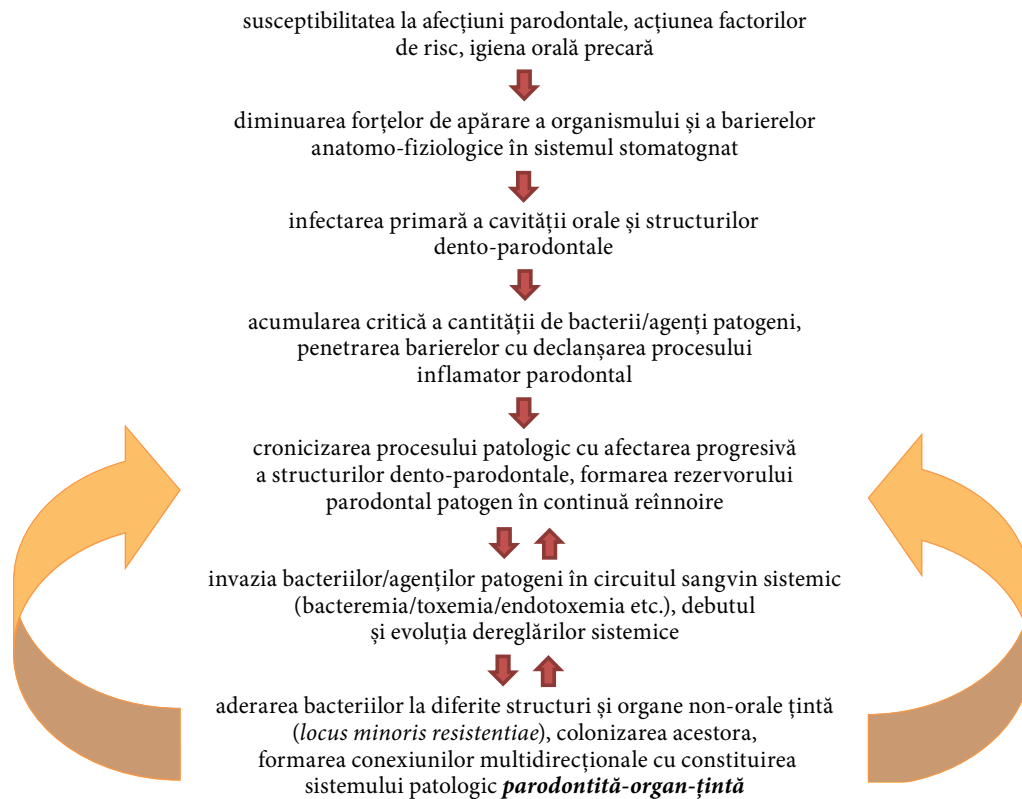 susceptibilitatea la afecțiuni parodontale, acțiunea factorilor
de risc, igiena orală precară
diminuarea forțelor de apărare a organismului și a barierelor
anatomo-fiziologice în sistemul stomatognat
infectarea primară a cavității orale și structurilor
dento-parodontale
acumularea critică a cantității de bacterii/agenți patogeni,
penetrarea barierelor cu declanșarea procesului
inflamator parodontal
cronicizarea procesului patologic cu afectarea progresivă
a structurilor dento-parodontale, formarea rezervorului
parodontal patogen în continuă reînnoire
invazia bacteriilor/agenților patogeni în circuitul sangvin sistemic
(bacteremia/toxemia/endotoxemia etc.), debutul
și evoluția dereglărilor sistemice
aderarea bacteriilor la diferite structuri și organe non-orale țintă
(locus minoris resistentiae), colonizarea acestora,
formarea conexiunilor multidirecționale cu constituirea
sistemului patologic parodontită-organ-țintă